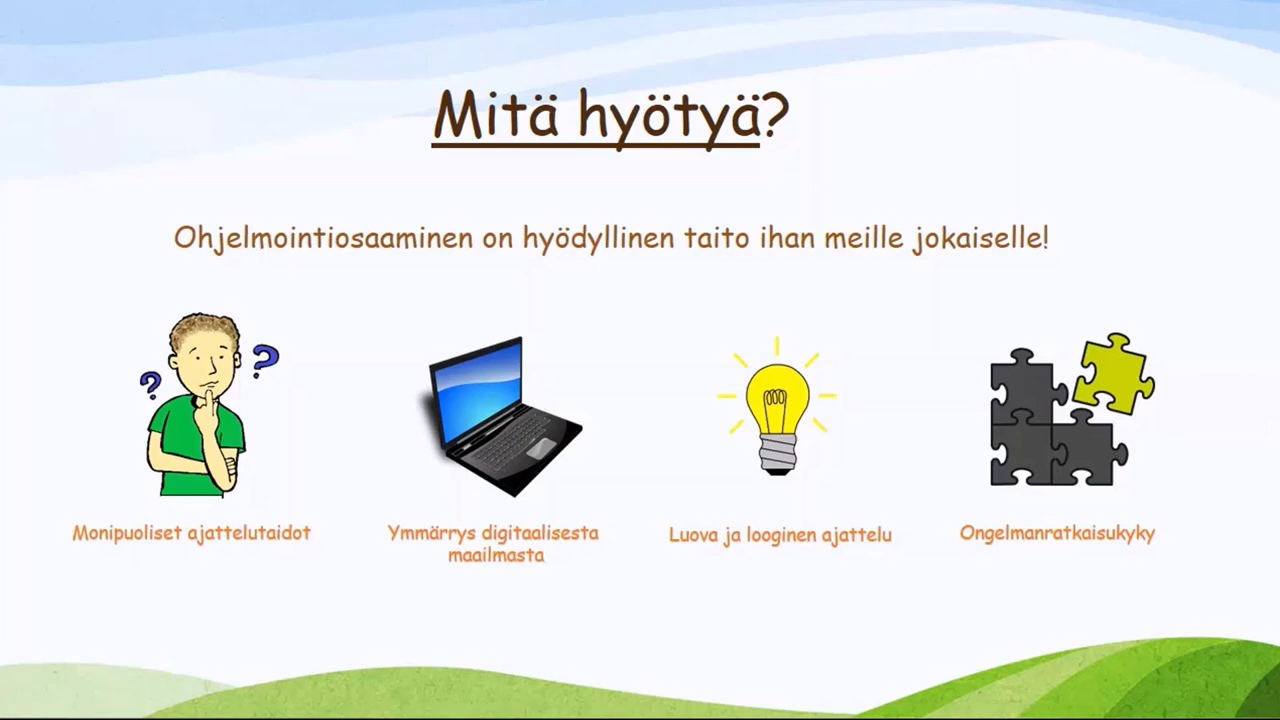 Mitä hyötyä?
Ohjelmointiosaaminen on hyödyllinen taito ihan meille jokaiselle!
Monipuoliset ajattelutaidot
Ymmärrys digitaalisesta
maailmasta
Luova ja looginen ajattelu
Ongelmanratkaisukyky